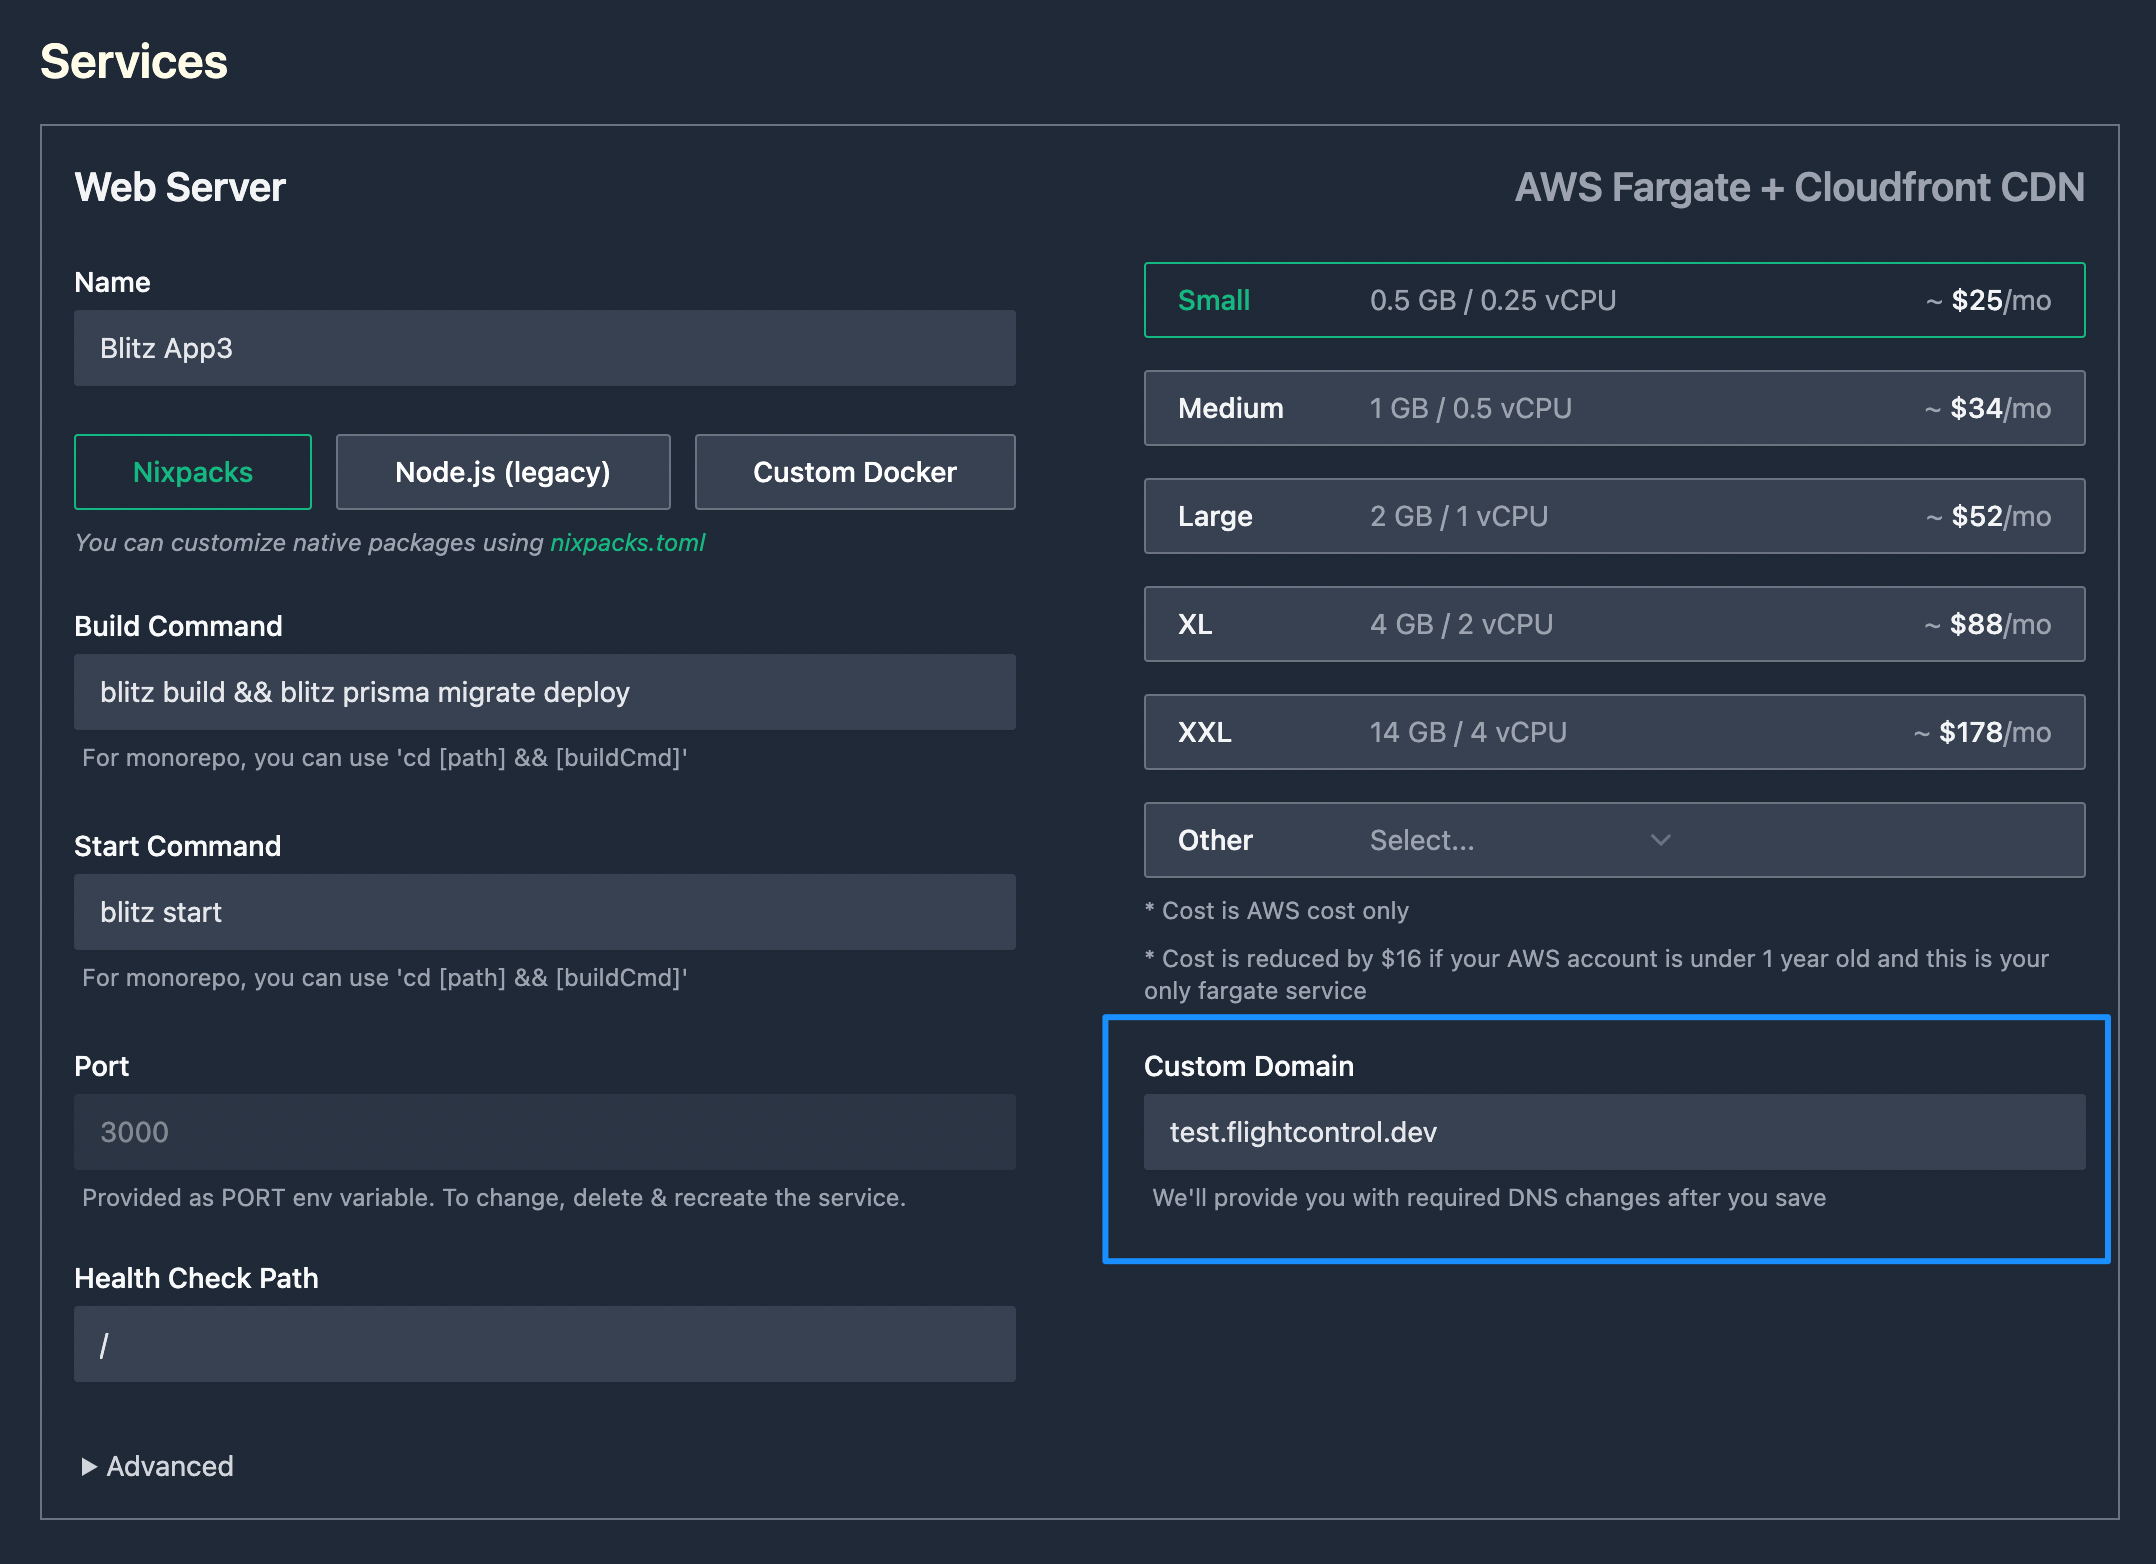 Services
Web Server
AWS Fargate + Cloudfront CDN
Name
Blitz App3
Nixpacks
Node.js (legacy)
Custom Docker
You can customize native packages using nixpacks.toml
Build Command
blitz build && blitz prisma migrate deploy
For monorepo, you can use 'cd [path] && [buildCmd]'
Start Command
blitz start
For monorepo, you can use 'cd [path] && [buildCmd]'
Port
3000
Provided as PORT env variable. To change, delete & recreate the service.
Health Check Path
/
Advanced
Small 0.5 GB / 0.25 vCPU ~ $25/mo
Medium 1 GB / 0.5 vCPU ~ $34/mo
Large 2 GB / 1 vCPU ~ $52/mo
XL 4 GB / 2 vCPU ~ $88/mo
XXL 14 GB / 4 vCPU ~ $178/mo
Other Select...
* Cost is AWS cost only
* Cost is reduced by $16 if your AWS account is under 1 year old and this is your
only fargate service
Custom Domain
test.flightcontrol.dev
We'll provide you with required DNS changes after you save